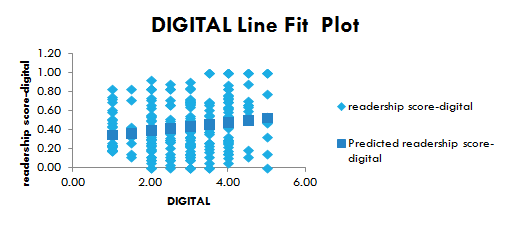 DIGITAL Line Fit Plot
readership score-digital
1.20
1.00
0.80
0.60
0.40
0.20
0.00
0.00
2.00
4.00
6.00
DIGITAL
readership score-digital
Predicted readership score-
digital